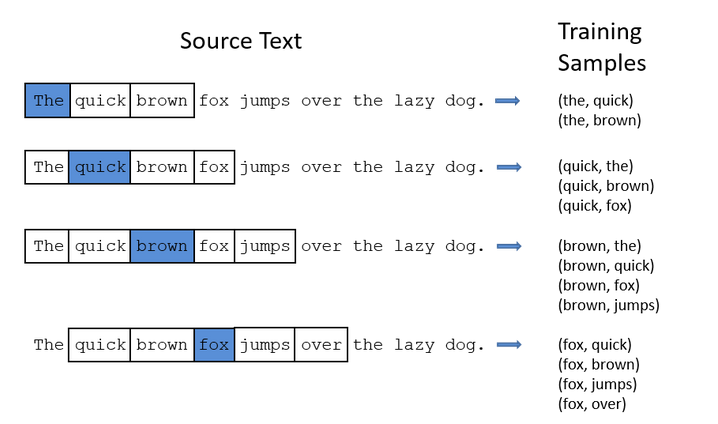 Source Text
Training
Samples
The quick brown fox jumps over the lazy dog.
(the, quick)
(the, brown)
The quick brown fox jumps over the lazy dog.
(quick, the)
(quick, brown)
(quick, fox)
The quick brown fox jumps over the lazy dog.
(brown, the)
(brown, quick)
(brown, fox)
(brown, jumps)
The quick brown fox jumps over the lazy dog.
(fox, quick)
(fox, brown)
(fox, jumps)
(fox, over)